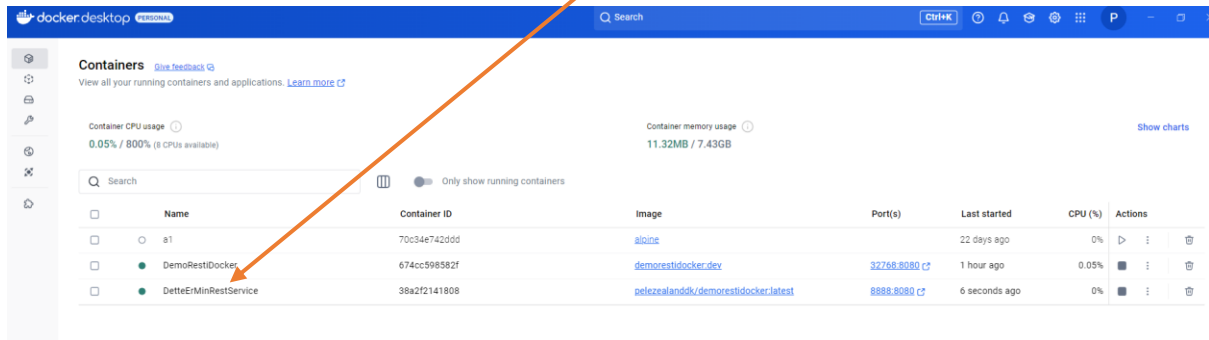 docker.desktop PERSONAL Search Ctrl+K P
Containers Give feedback
View all your running containers and applications. Learn more
Container CPU usage Container memory usage Show charts
0.05% / 800% (8 CPUs available) 11.32MB / 7.43GB
Search Only show running containers
Name Container ID Image Port(s) Last started CPU (%) Actions
a1 70c34e742ddd alpine 22 days ago 0%
DemoRestiDocker 674cc598582f demorestidocker:dev 32768:8080 1 hour ago 0.05%
DetteErMinRestService 38a2f2141808 pelezealanddk/demorestidocker:latest 8888:8080 6 seconds ago 0%